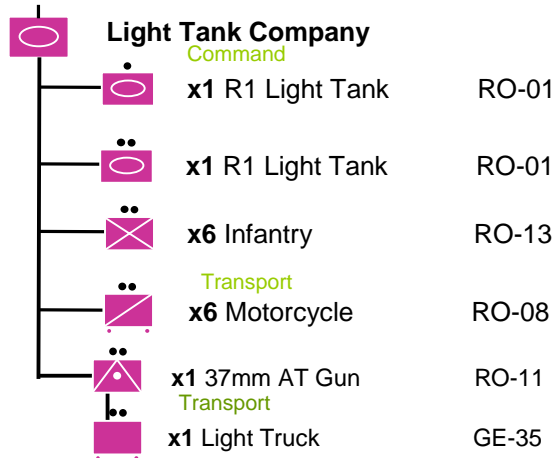 Light Tank Company
Command
x1 R1 Light Tank RO-01
x1 R1 Light Tank RO-01
x6 Infantry RO-13
Transport
x6 Motorcycle RO-08
x1 37mm AT Gun RO-11
Transport
x1 Light Truck GE-35